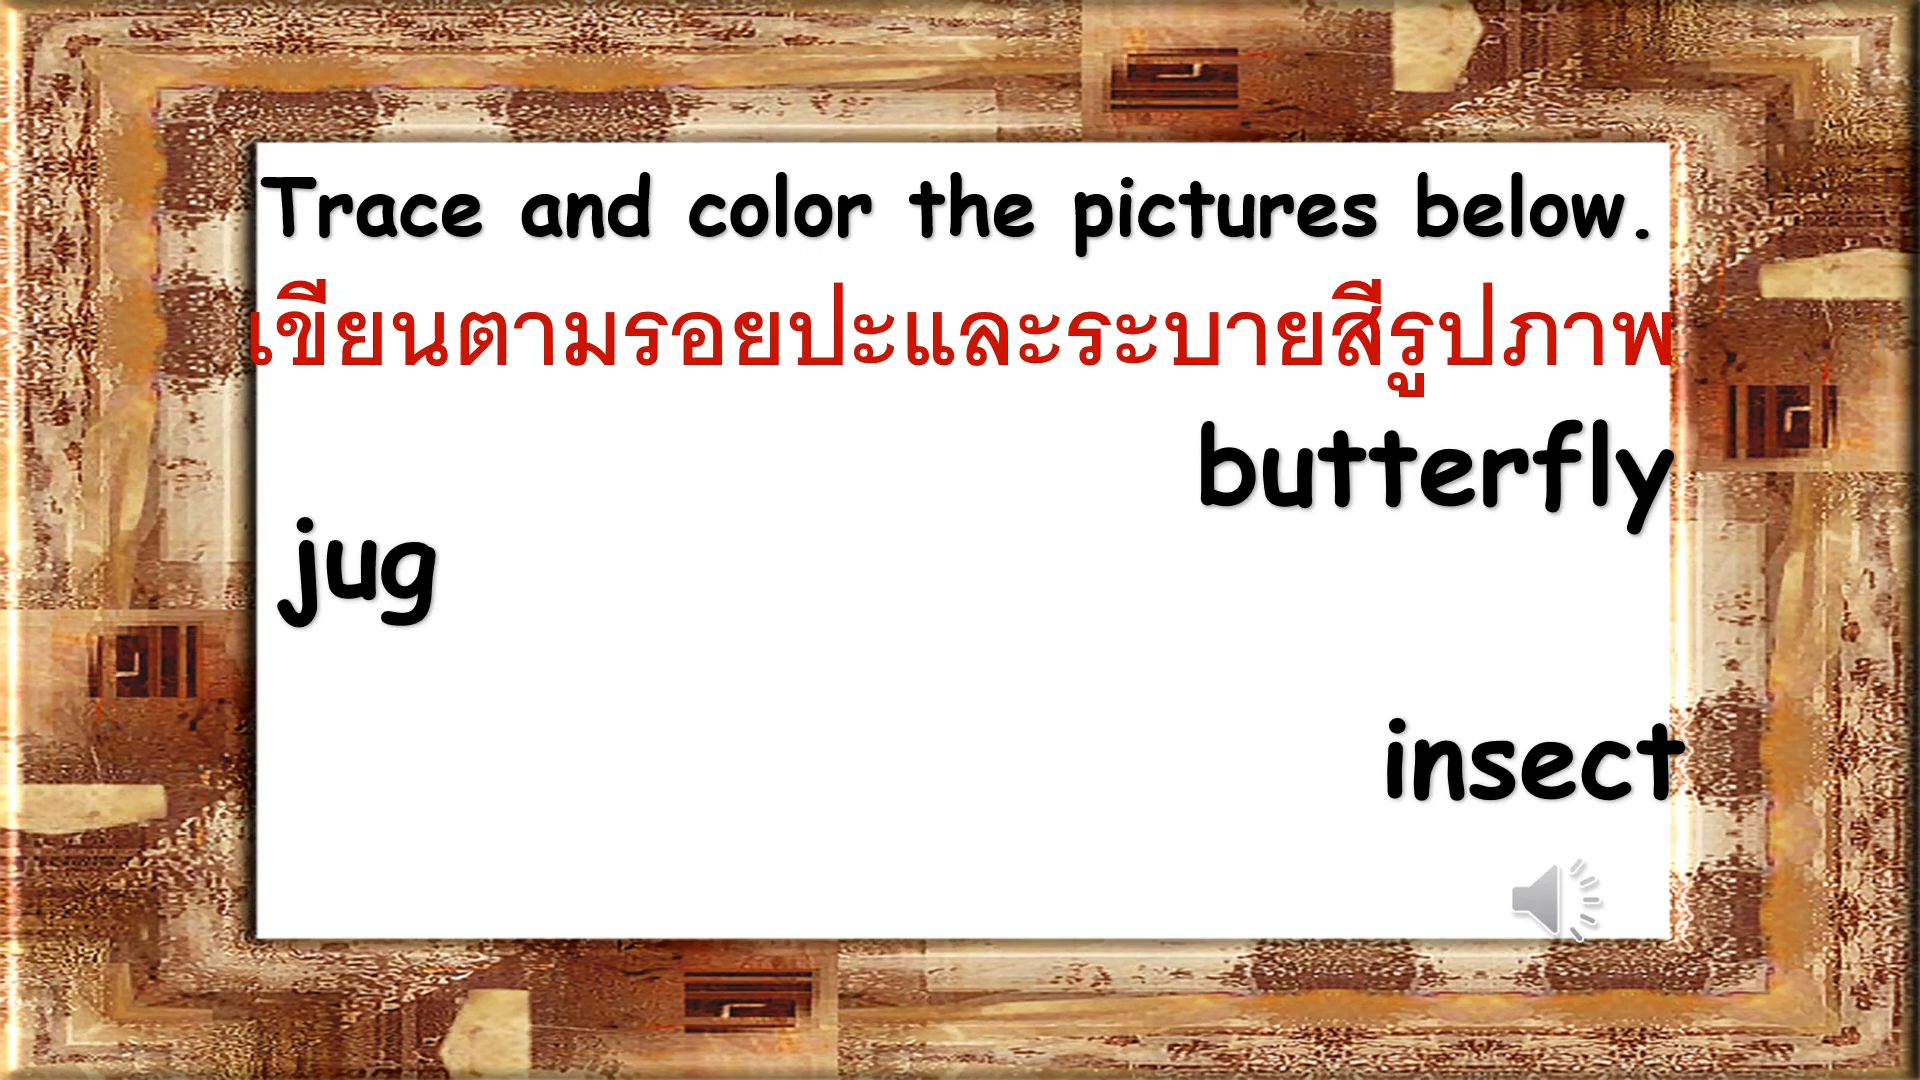 Trace and color the pictures below.
เขียนตามรอยปะและระบายสีรูปภาพ
butterfly
jug
insect